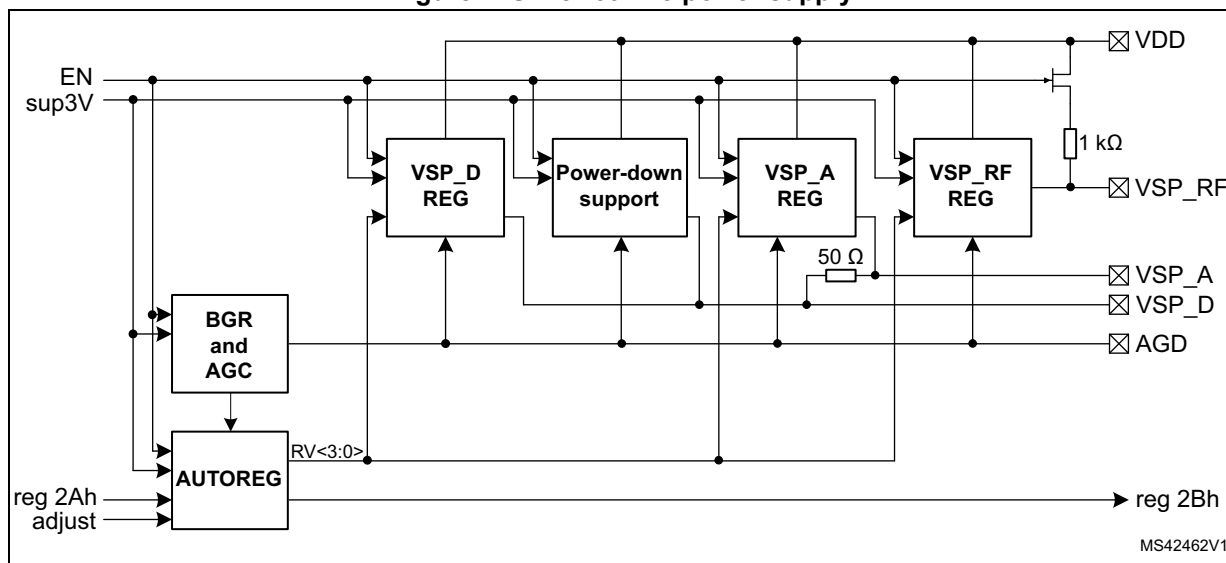 VDD
EN
sup3V
1 kΩ
VSP_D
REG
Power-down
support
VSP_A
REG
VSP_RF
REG
VSP_RF
50 Ω
VSP_A
VSP_D
BGR
and
AGC
AGD
RV<3:0>
AUTOREG
reg 2Ah
adjust
reg 2Bh
MS42462V1